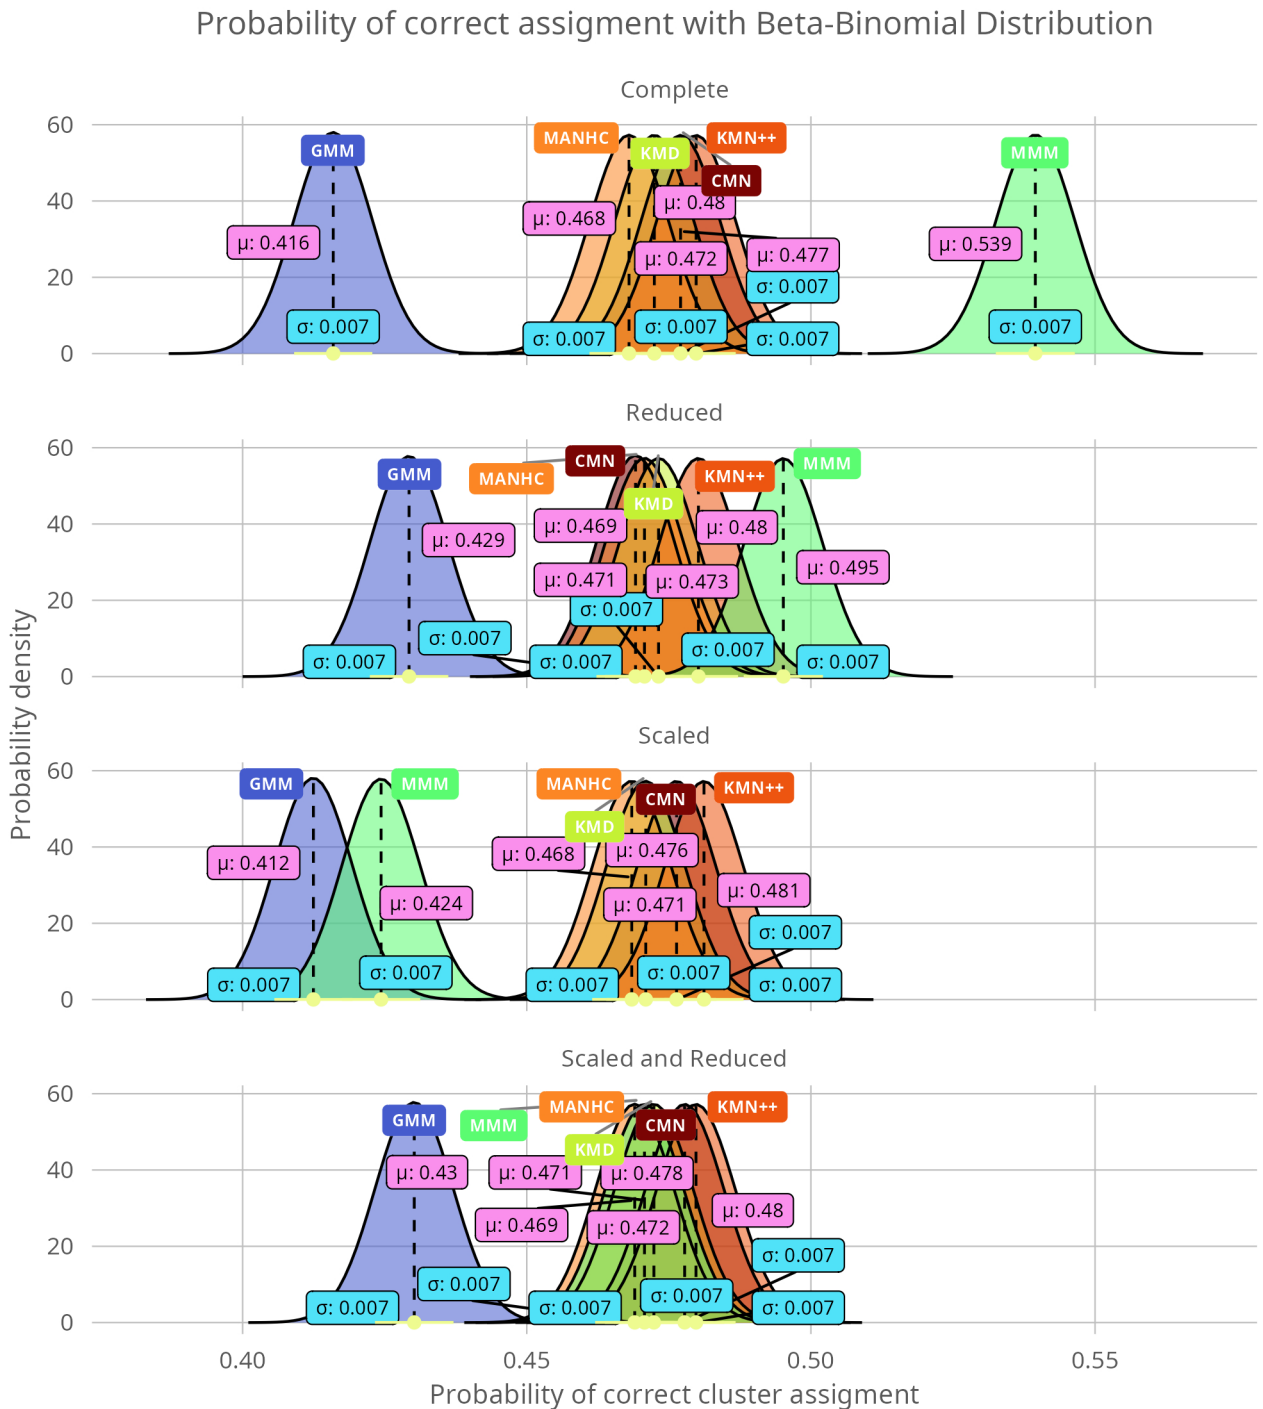 Probability of correct assigment with Beta-Binomial Distribution
Probability density
Complete
60
40
20
0
GMM
MANHC
KMD
KMN++
CMN
MMM
μ: 0.416
μ: 0.468
μ: 0.48
μ: 0.472
μ: 0.477
μ: 0.539
σ: 0.007
σ: 0.007
σ: 0.007
σ: 0.007
σ: 0.007
σ: 0.007
Reduced
60
40
20
0
GMM
MANHC
CMN
KMD
KMN++
MMM
μ: 0.429
μ: 0.469
μ: 0.471
μ: 0.473
μ: 0.48
μ: 0.495
σ: 0.007
σ: 0.007
σ: 0.007
σ: 0.007
σ: 0.007
σ: 0.007
Scaled
60
40
20
0
GMM
MMM
MANHC
KMD
CMN
KMN++
μ: 0.412
μ: 0.424
μ: 0.468
μ: 0.476
μ: 0.471
μ: 0.481
σ: 0.007
σ: 0.007
σ: 0.007
σ: 0.007
σ: 0.007
σ: 0.007
Scaled and Reduced
60
40
20
0
GMM
MMM
MANHC
KMD
CMN
KMN++
μ: 0.43
μ: 0.471
μ: 0.478
μ: 0.469
μ: 0.472
μ: 0.48
σ: 0.007
σ: 0.007
σ: 0.007
σ: 0.007
σ: 0.007
σ: 0.007
0.40
0.45
0.50
0.55
Probability of correct cluster assigment